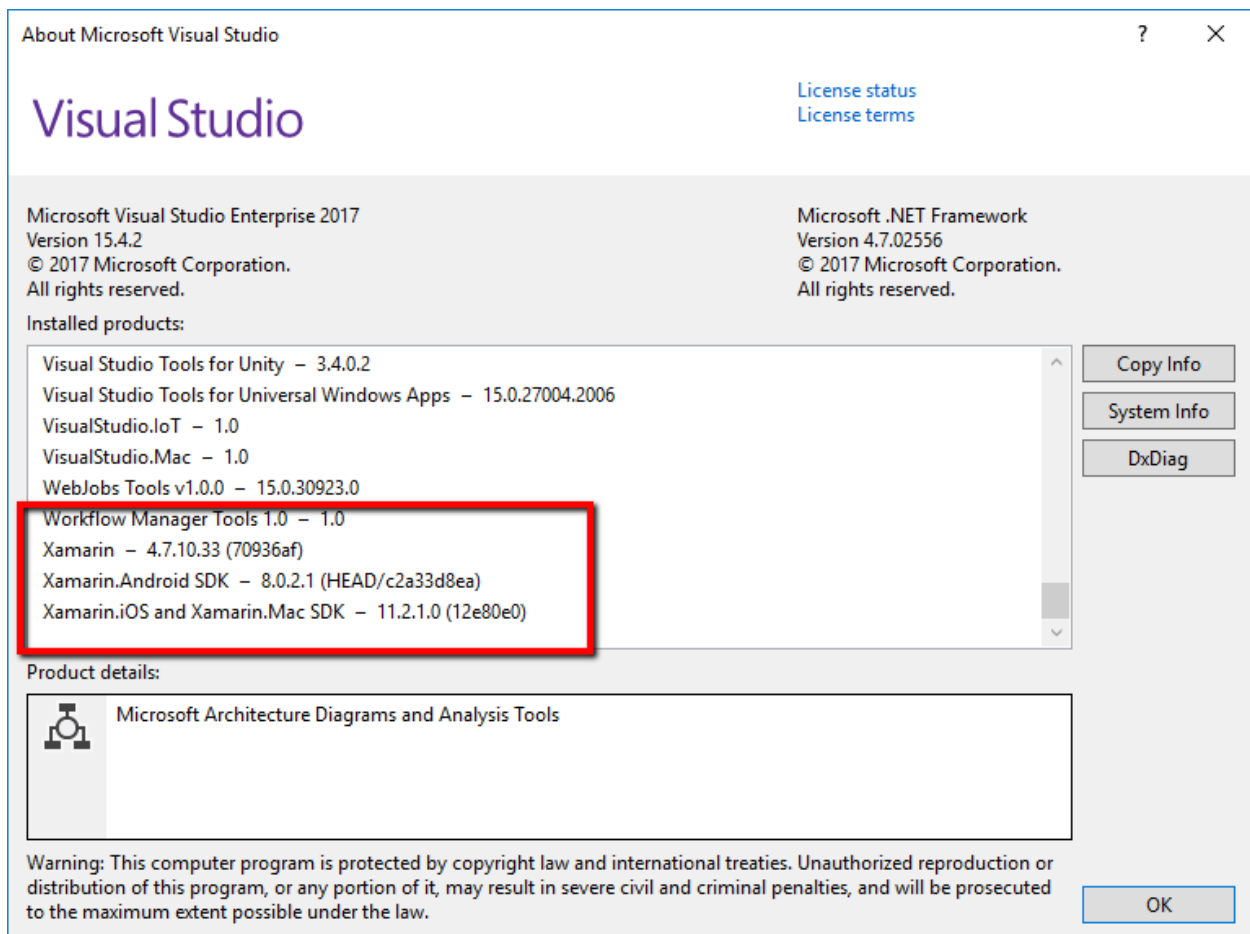 About Microsoft Visual Studio
?
Visual Studio
License status
License terms
Microsoft Visual Studio Enterprise 2017
Version 15.4.2
© 2017 Microsoft Corporation.
All rights reserved.
Microsoft .NET Framework
Version 4.7.02556
© 2017 Microsoft Corporation.
All rights reserved.
Installed products:
Visual Studio Tools for Unity – 3.4.0.2
Visual Studio Tools for Universal Windows Apps – 15.0.27004.2006
VisualStudio.IoT – 1.0
VisualStudio.Mac – 1.0
WebJobs Tools v1.0.0 – 15.0.30923.0
Workflow Manager Tools 1.0 – 1.0
Xamarin – 4.7.10.33 (70936af)
Xamarin.Android SDK – 8.0.2.1 (HEAD/c2a33d8ea)
Xamarin.iOS and Xamarin.Mac SDK – 11.2.1.0 (12e80e0)
Copy Info
System Info
DxDiag
Product details:
Microsoft Architecture Diagrams and Analysis Tools
Warning: This computer program is protected by copyright law and international treaties. Unauthorized reproduction or
distribution of this program, or any portion of it, may result in severe civil and criminal penalties, and will be prosecuted
to the maximum extent possible under the law.
OK